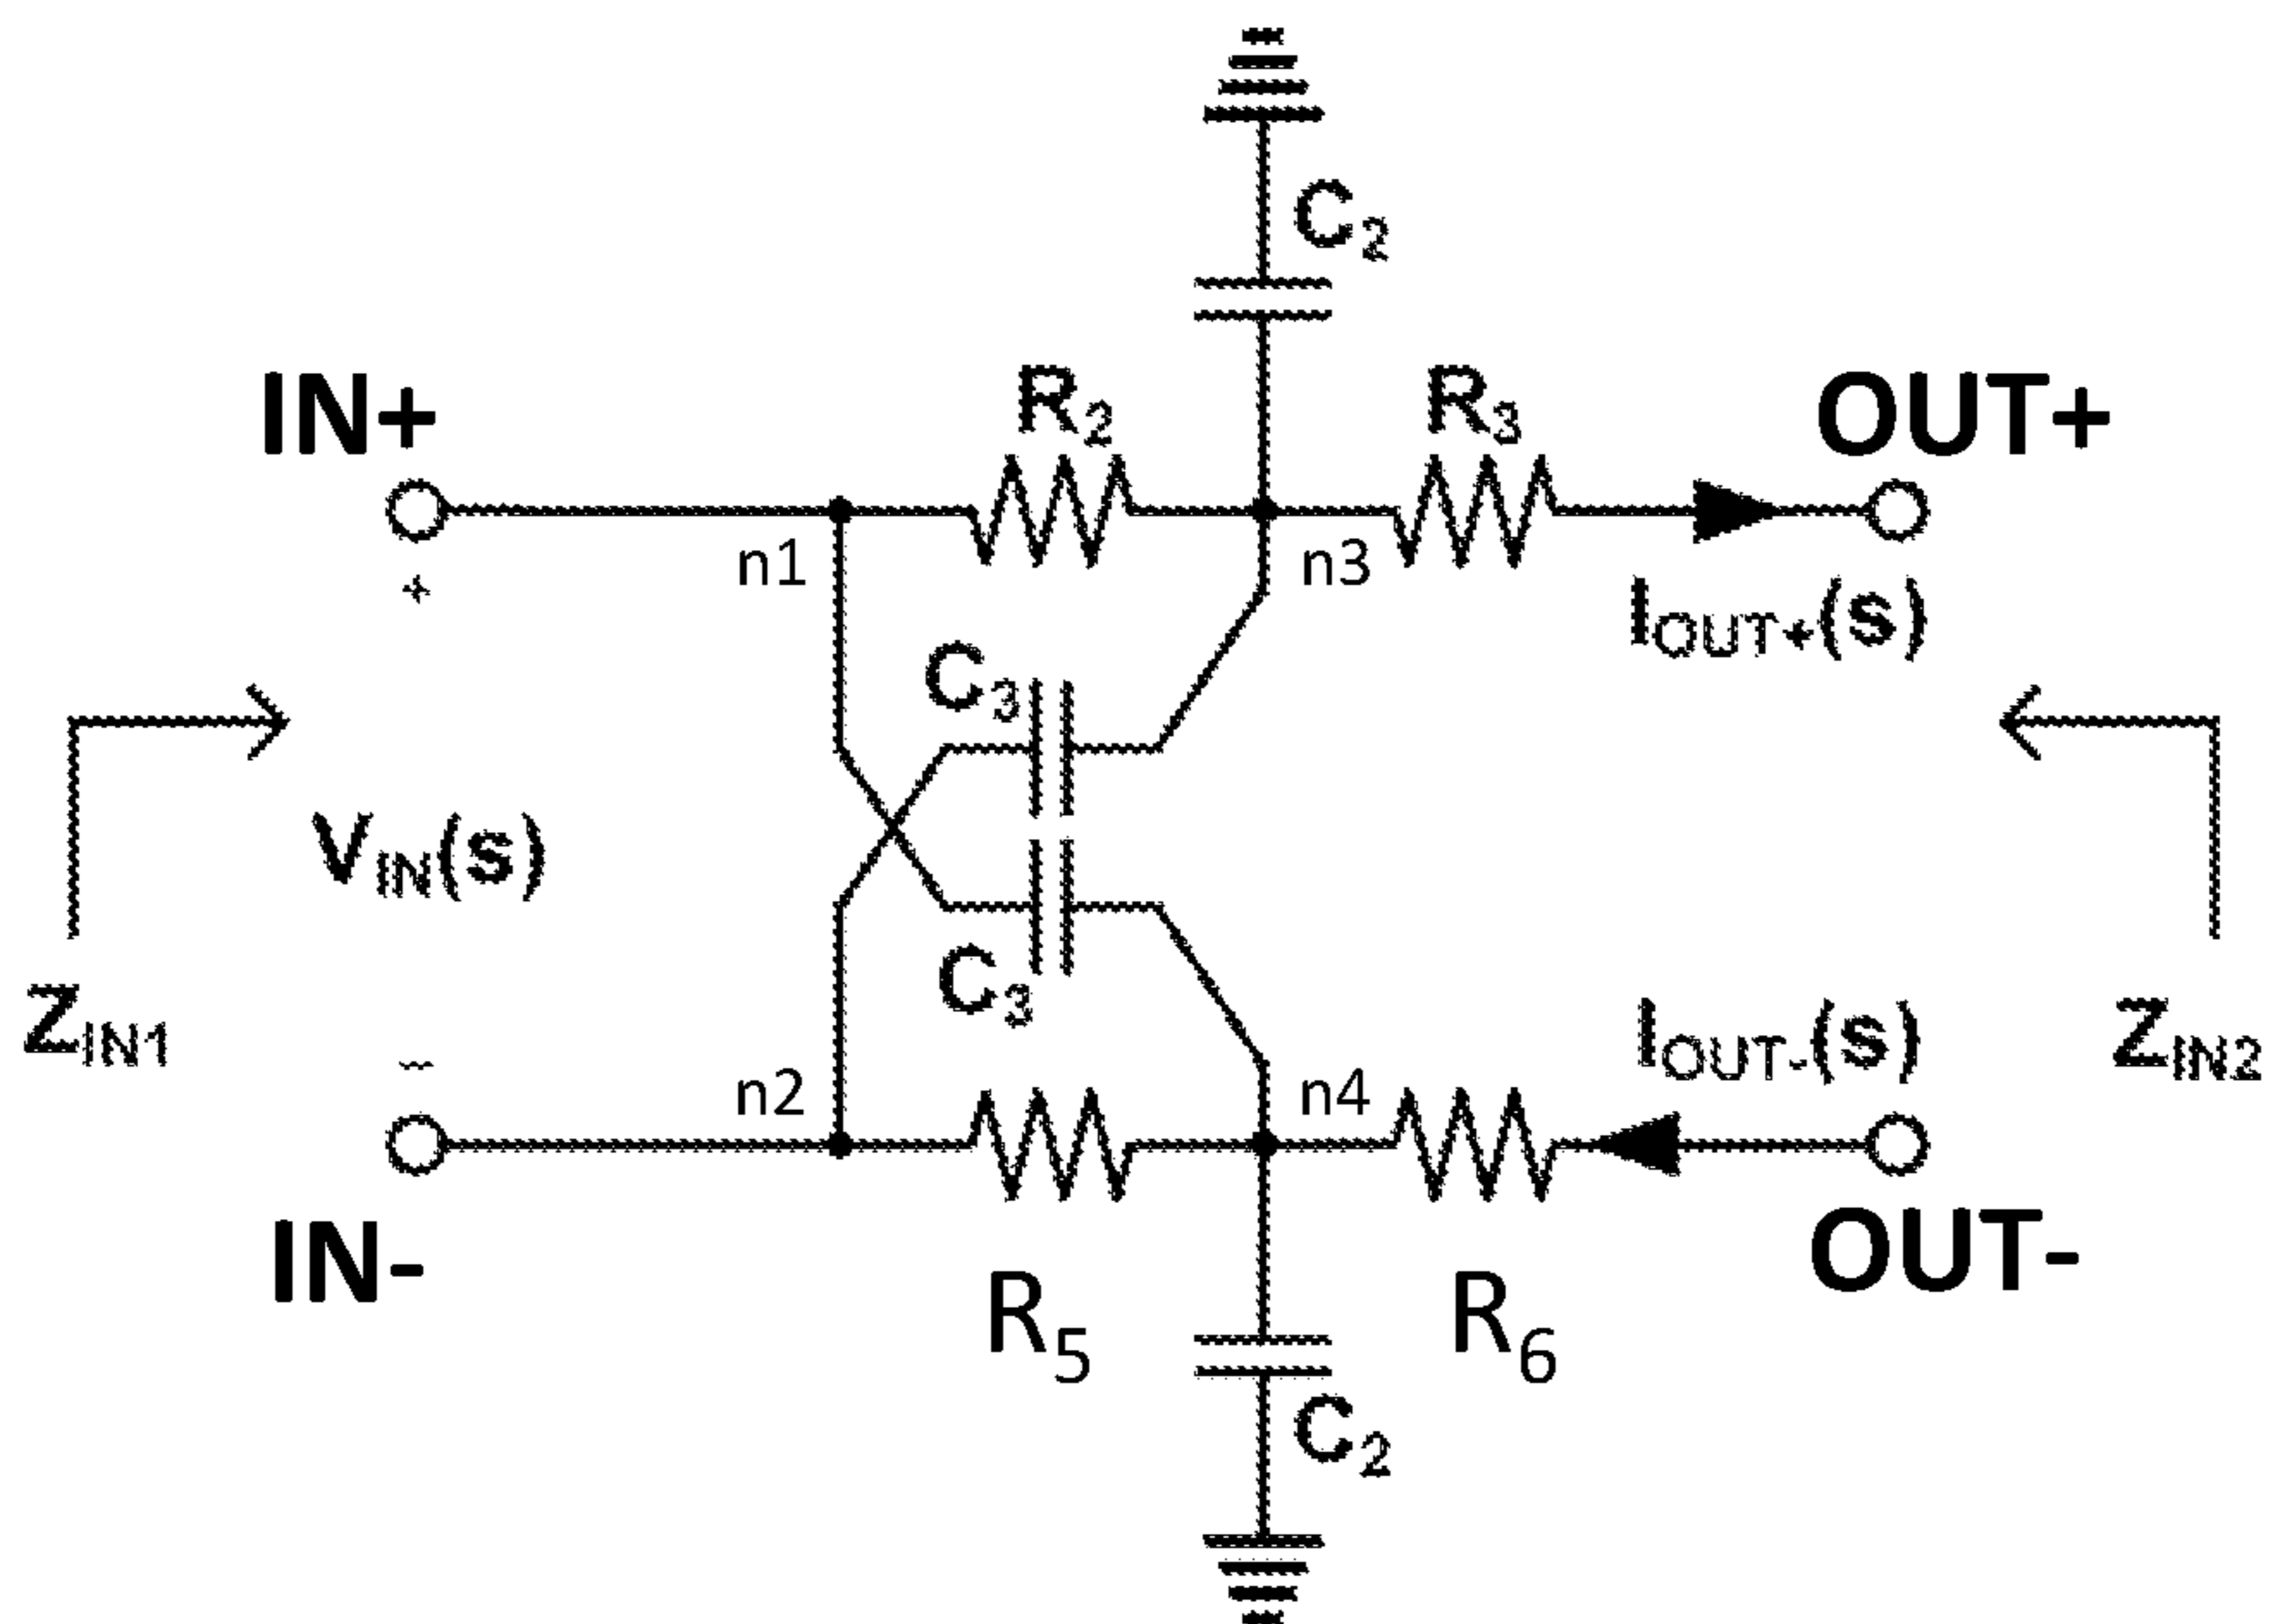 C2
IN+
R2
R3
OUT+
+
n1
n3
IOUT+(s)
C3
VIN(s)
C3
ZIN1
IOUT-(s)
ZIN2
−
n2
n4
IN-
R5
R6
OUT-
C2